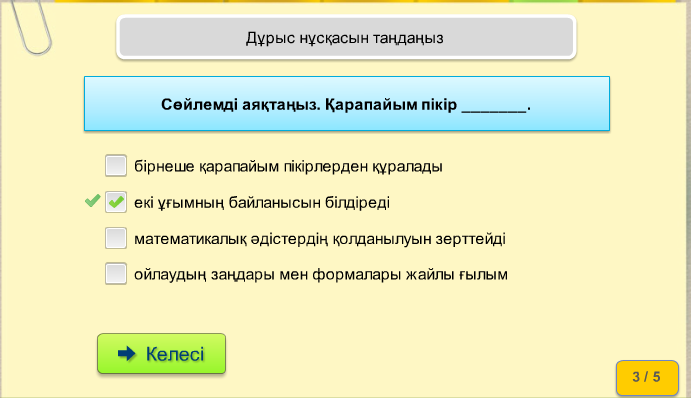 Дұрыс нұсқасын таңдаңыз
Сөйлемді аяқтаңыз. Қарапайым пікір _______.
бірнеше қарапайым пікірлерден құралады
екі ұғымның байланысын білдіреді
математикалық әдістердің қолданылуын зерттейді
ойлаудың заңдары мен формалары жайлы ғылым
Келесі
3 / 5